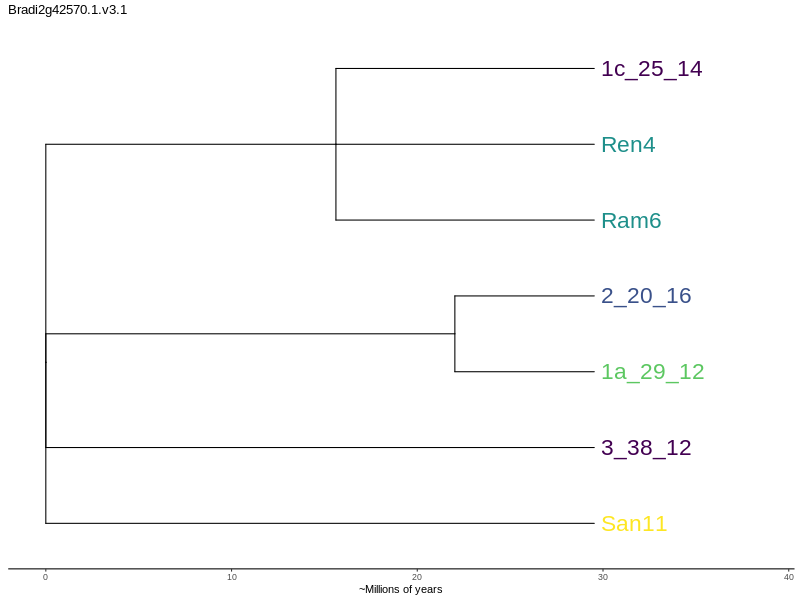 Bradi2g42570.1.v3.1
1c_25_14
Ren4
Ram6
2_20_16
1a_29_12
3_38_12
San11
0 10 20 30 40
~Millions of years